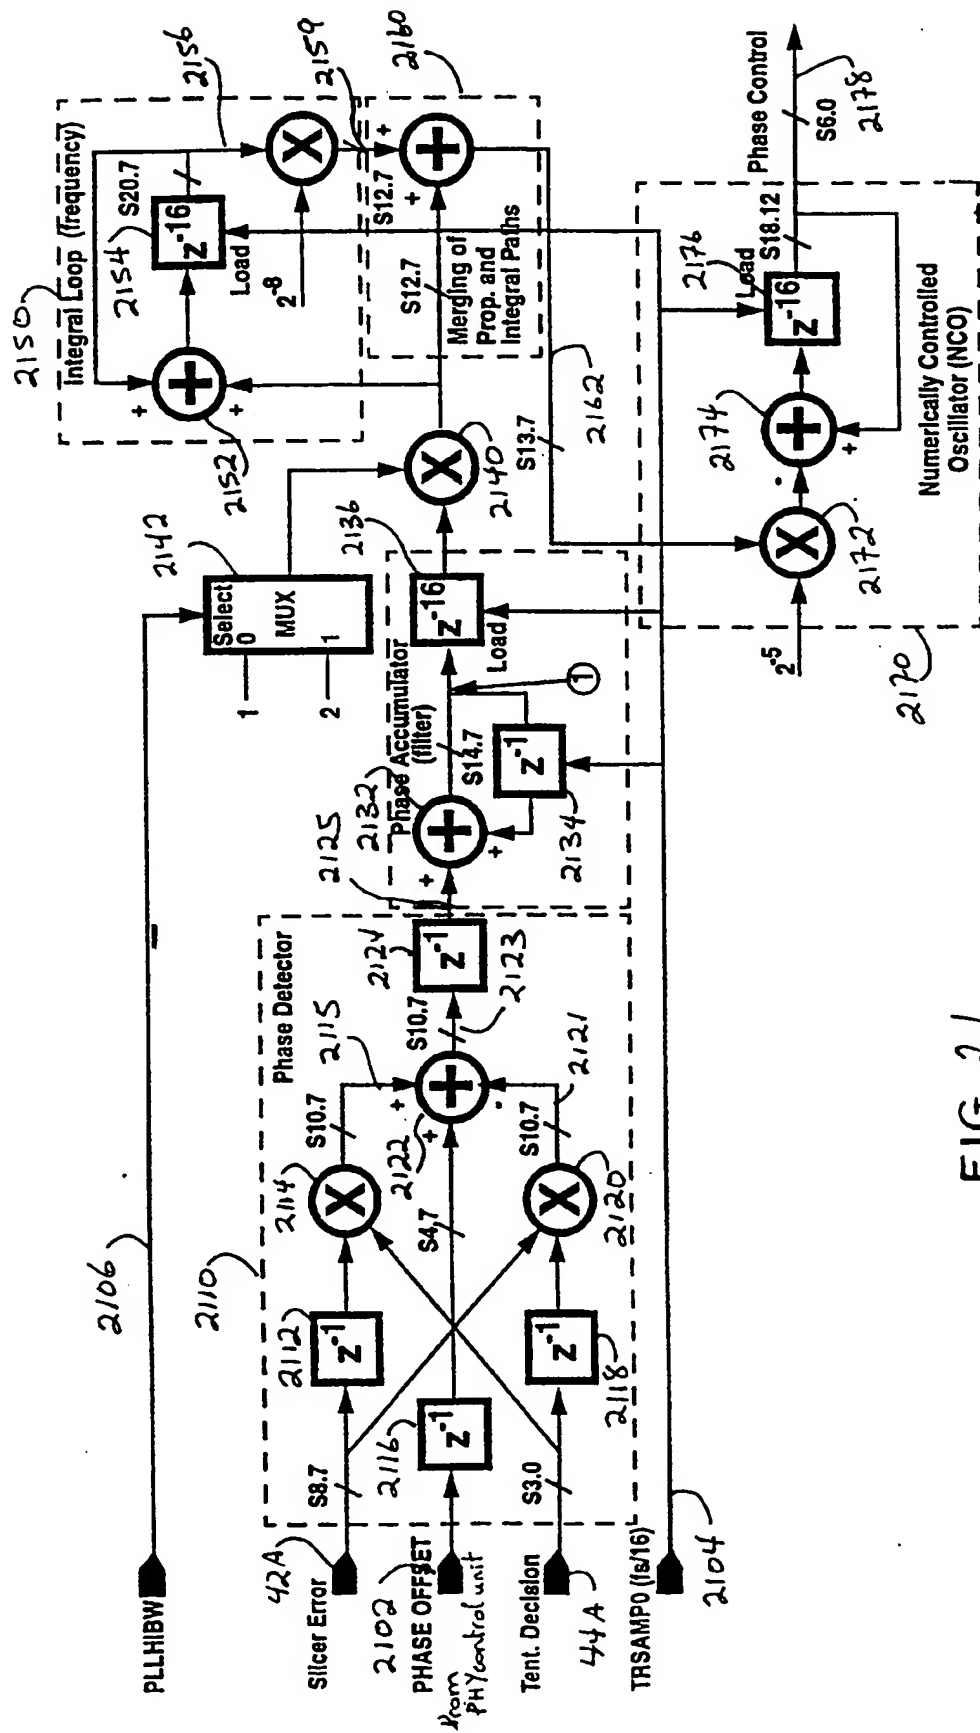 PLLHIBW
2106
42A
Slicer Error
S8.7
2102
PHASE OFFSET
from
PHY control unit
Tent. Decision
S3.0
44A
TRSAMP0 (fs/16)
2104
2110
Phase Detector
2112
z-1
2114
X
S10.7
2115
2116
z-1
S4.7
2118
z-1
2120
X
S10.7
2121
2122
+
+
+
-
S10.7
2123
2124
z-1
2125
2132
Phase Accumulator
(filter)
+
+
+
S14.7
z-1
2134
1
2136
z-16
Load
2142
Select
0
MUX
1
1
2
X
2140
2150
Integral Loop (frequency)
+
+
+
2152
2154
z-16
Load
S20.7
2156
2-8
X
2159
S12.7
2160
+
+
+
S12.7
Merging of
Prop. and
Integral Paths
S13.7
2162
2170
2-5
X
2172
-
2174
+
+
2176
Load
z-16
S18.12
Numerically Controlled
Oscillator (NCO)
Phase Control
S6.0
2178
FIG. 21